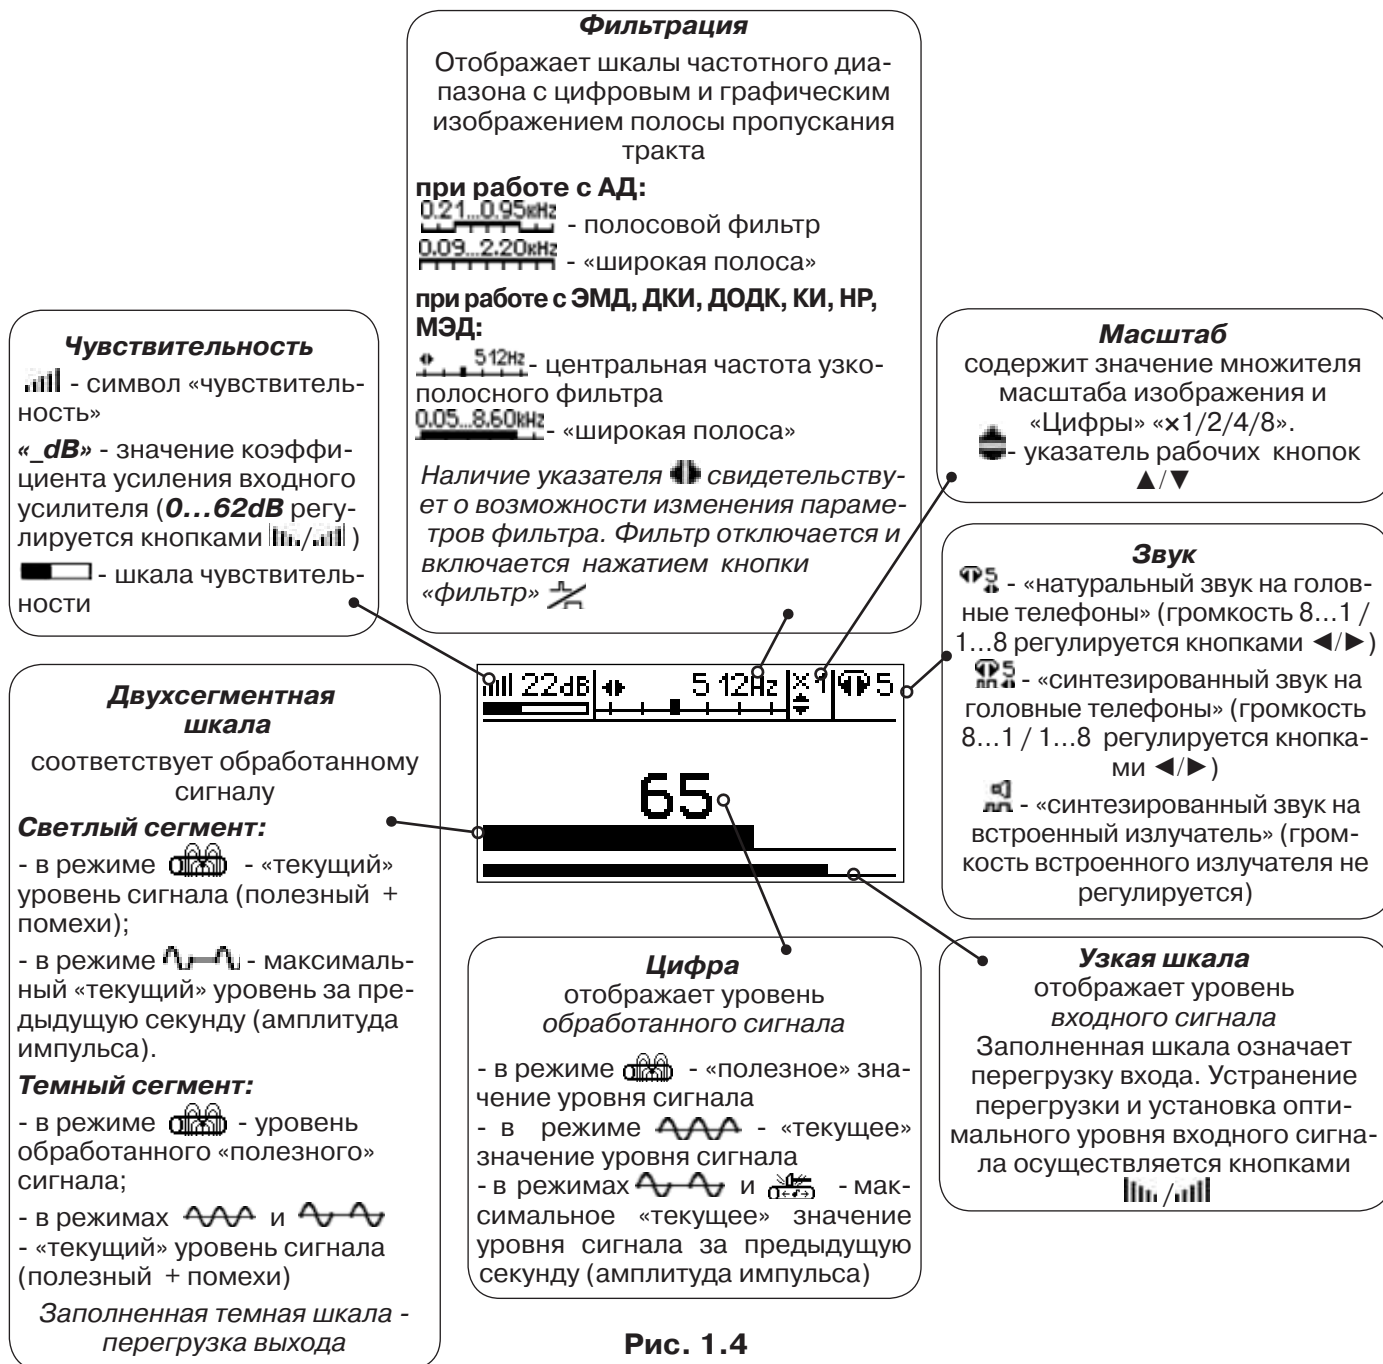 Фильтрация
Отображает шкалы частотного диа-
пазона с цифровым и графическим
изображением полосы пропускания
тракта
при работе с АД:
0.21...0.95кHz - полосовой фильтр
0.09...2.20кHz - «широкая полоса»
при работе с ЭМД, ДКИ, ДОДК, КИ, НР,
МЭД:
512Hz - центральная частота узко-
полосного фильтра
0.05...8.60kHz - «широкая полоса»
Наличие указателя свидетельству-
ет о возможности изменения параме-
тров фильтра. Фильтр отключается и
включается нажатием кнопки
«фильтр»
Чувствительность
- символ «чувствитель-
ность»
«_dB» - значение коэффи-
циента усиления входного
усилителя (0...62dB регу-
лируется кнопками / )
- шкала чувствитель-
ности
Масштаб
содержит значение множителя
масштаба изображения и
«Цифры» «×1/2/4/8».
- указатель рабочих кнопок
▲/▼
Звук
5 - «натуральный звук на голов-
ные телефоны» (громкость 8...1 /
1...8 регулируется кнопками ◄/►)
5 - «синтезированный звук на
головные телефоны» (громкость
8...1 / 1...8 регулируется кнопка-
ми ◄/►)
- «синтезированный звук на
встроенный излучатель» (гром-
кость встроенного излучателя не
регулируется)
22dB 512Hz ×1 5
65
Двухсегментная
шкала
соответствует обработанному
сигналу
Светлый сегмент:
- в режиме - «текущий»
уровень сигнала (полезный +
помехи);
- в режиме - максималь-
ный «текущий» уровень за пре-
дыдущую секунду (амплитуда
импульса).
Темный сегмент:
- в режиме - уровень
обработанного «полезного»
сигнала;
- в режимах и
- «текущий» уровень сигнала
(полезный + помехи)
Заполненная темная шкала -
перегрузка выхода
Цифра
отображает уровень
обработанного сигнала
- в режиме - «полезное» зна-
чение уровня сигнала
- в режиме - «текущее»
значение уровня сигнала
- в режимах и - мак-
симальное «текущее» значение
уровня сигнала за предыдущую
секунду (амплитуда импульса)
Узкая шкала
отображает уровень
входного сигнала
Заполненная шкала означает
перегрузку входа. Устранение
перегрузки и установка опти-
мального уровня входного сигна-
ла осуществляется кнопками
/
Рис. 1.4